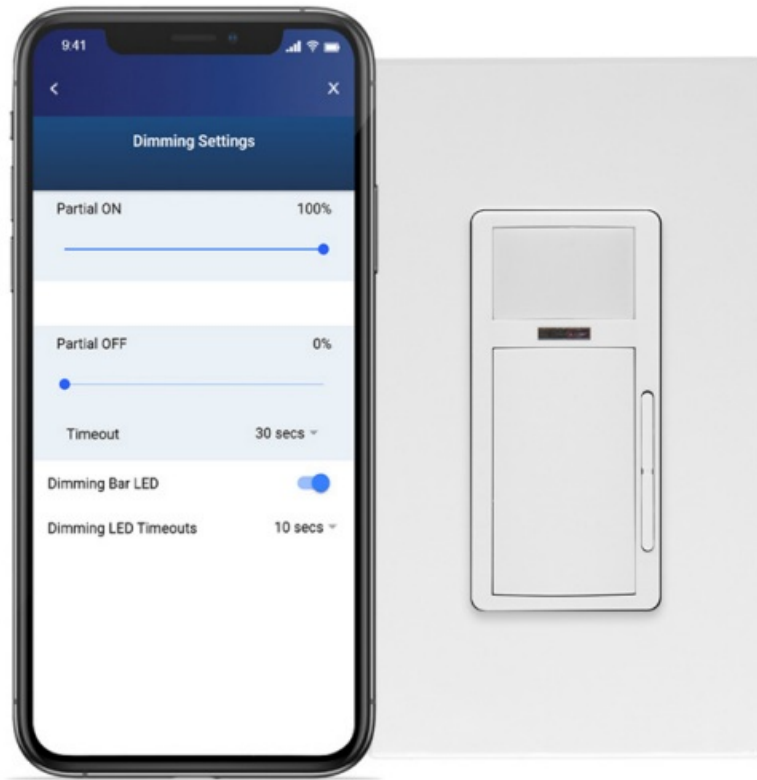 9:41
X
Dimming Settings
Partial ON 100%
Partial OFF 0%
Timeout 30 secs
Dimming Bar LED
Dimming LED Timeouts 10 secs